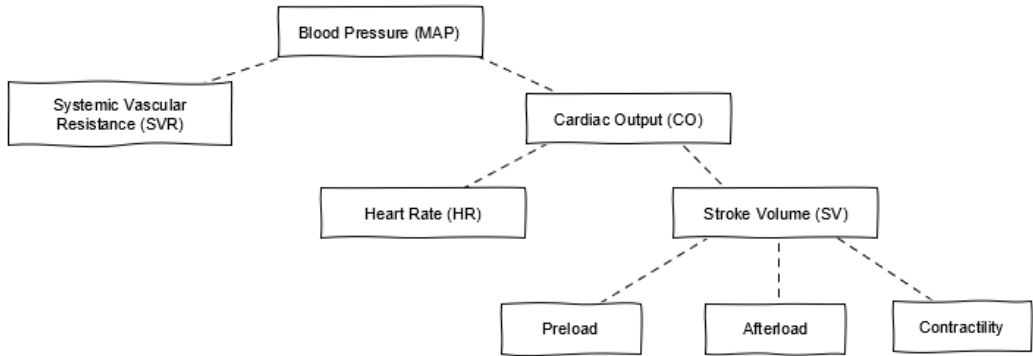 Blood Pressure (MAP)
Systemic Vascular
Resistance (SVR)
Cardiac Output (CO)
Heart Rate (HR)
Stroke Volume (SV)
Preload
Afterload
Contractility